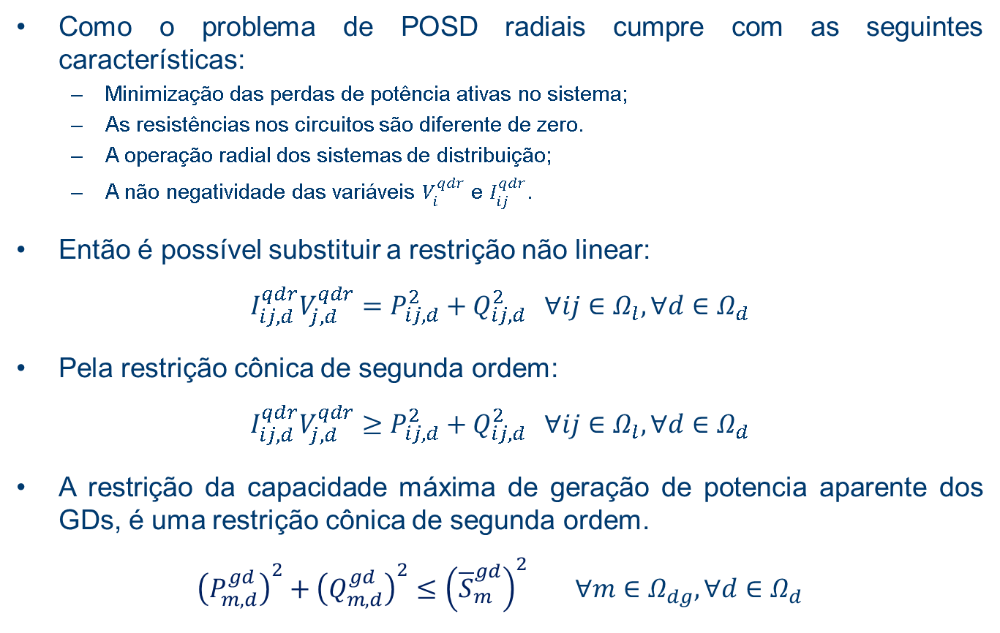 • Como o problema de POSD radiais cumpre com as seguintes
características:
– Minimização das perdas de potência ativas no sistema;
– As resistências nos circuitos são diferente de zero.
– A operação radial dos sistemas de distribuição;
– A não negatividade das variáveis $V_i^{qdr}$ e $I_{ij}^{qdr}$.
• Então é possível substituir a restrição não linear:
$I_{ij,d}^{qdr} V_{j,d}^{qdr} = P_{ij,d}^2 + Q_{ij,d}^2 \quad \forall ij \in \Omega_l, \forall d \in \Omega_d$
• Pela restrição cônica de segunda ordem:
$I_{ij,d}^{qdr} V_{j,d}^{qdr} \geq P_{ij,d}^2 + Q_{ij,d}^2 \quad \forall ij \in \Omega_l, \forall d \in \Omega_d$
• A restrição da capacidade máxima de geração de potencia aparente dos
GDs, é uma restrição cônica de segunda ordem.
$\left(P_{m,d}^{gd}\right)^2 + \left(Q_{m,d}^{gd}\right)^2 \leq \left(\overline{S}_m^{gd}\right)^2 \quad \forall m \in \Omega_{dg}, \forall d \in \Omega_d$